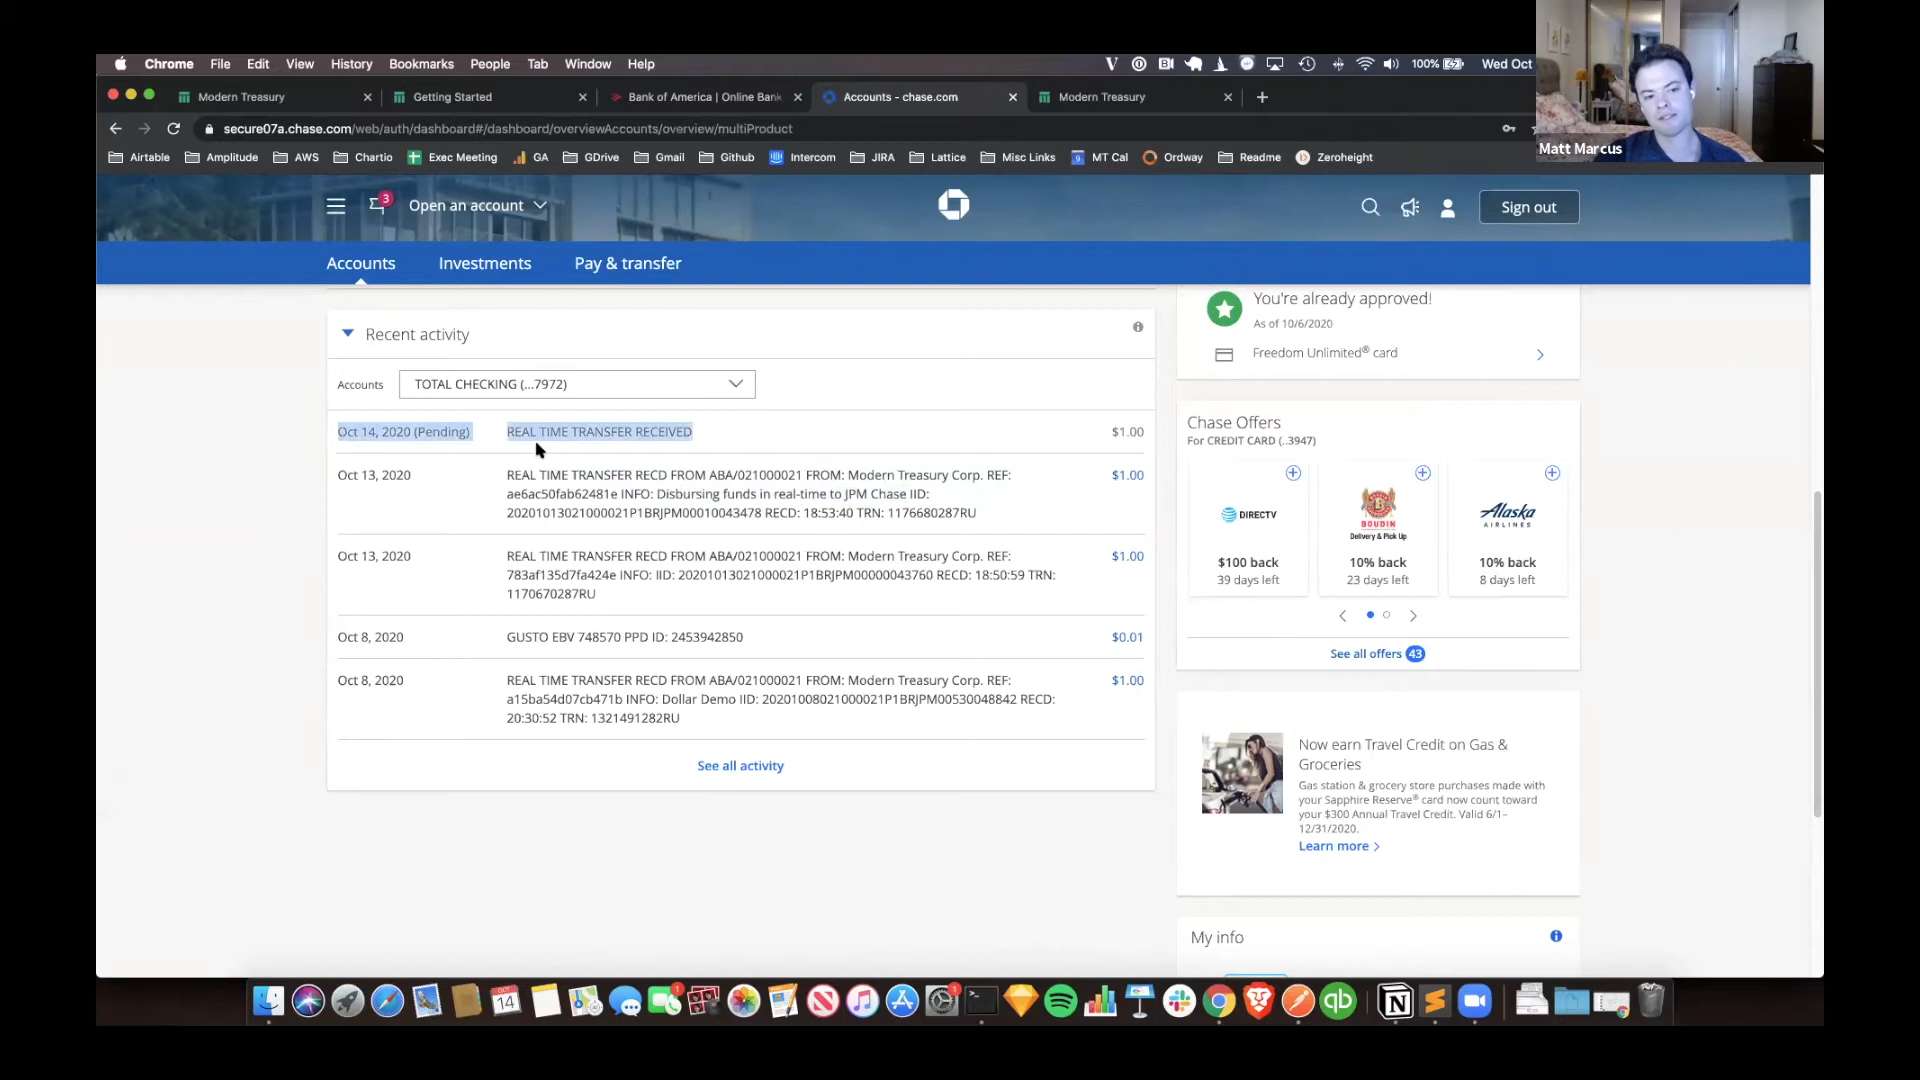 Chrome File Edit View History Bookmarks People Tab Window Help 100% Wed Oct
Matt Marcus
Modern Treasury
Getting Started
Bank of America | Online Bank
Accounts - chase.com
Modern Treasury
secure07a.chase.com/web/auth/dashboard#/dashboard/overviewAccounts/overview/multiProduct
Airtable Amplitude AWS Chartio Exec Meeting GA GDrive Gmail Github Intercom JIRA Lattice Misc Links MT Cal Ordway Readme Zeroheight
3
Open an account
Sign out
Accounts Investments Pay & transfer
Recent activity
Accounts TOTAL CHECKING (...7972)
Oct 14, 2020 (Pending) REAL TIME TRANSFER RECEIVED $1.00
Oct 13, 2020 REAL TIME TRANSFER RECD FROM ABA/021000021 FROM: Modern Treasury Corp. REF: $1.00
ae6ac50fab62481e INFO: Disbursing funds in real-time to JPM Chase IID:
20201013021000021P1BRJPM00010043478 RECD: 18:53:40 TRN: 1176680287RU
Oct 13, 2020 REAL TIME TRANSFER RECD FROM ABA/021000021 FROM: Modern Treasury Corp. REF: $1.00
783af135d7fa424e INFO: IID: 20201013021000021P1BRJPM00000043760 RECD: 18:50:59 TRN:
1170670287RU
Oct 8, 2020 GUSTO EBV 748570 PPD ID: 2453942850 $0.01
Oct 8, 2020 REAL TIME TRANSFER RECD FROM ABA/021000021 FROM: Modern Treasury Corp. REF: $1.00
a15ba54d07cb471b INFO: Dollar Demo IID: 20201008021000021P1BRJPM00530048842 RECD:
20:30:52 TRN: 1321491282RU
See all activity
You're already approved!
As of 10/6/2020
Freedom Unlimited® card
Chase Offers
For CREDIT CARD (..3947)
DIRECTV
$100 back
39 days left
BOUDIN
Delivery & Pick Up
10% back
23 days left
Alaska
AIRLINES
10% back
8 days left
See all offers 43
Now earn Travel Credit on Gas &
Groceries
Gas station & grocery store purchases made with
your Sapphire Reserve® card now count toward
your $300 Annual Travel Credit. Valid 6/1–
12/31/2020.
Learn more
My info
OCT
14
1
1
qb